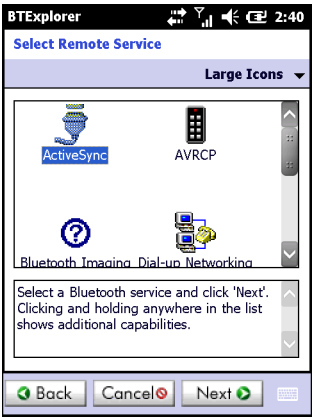 BTExplorer 2:40
Select Remote Service
Large Icons
ActiveSync AVRCP
Bluetooth Imaging Dial-up Networking
Select a Bluetooth service and click 'Next'.
Clicking and holding anywhere in the list
shows additional capabilities.
Back Cancel Next